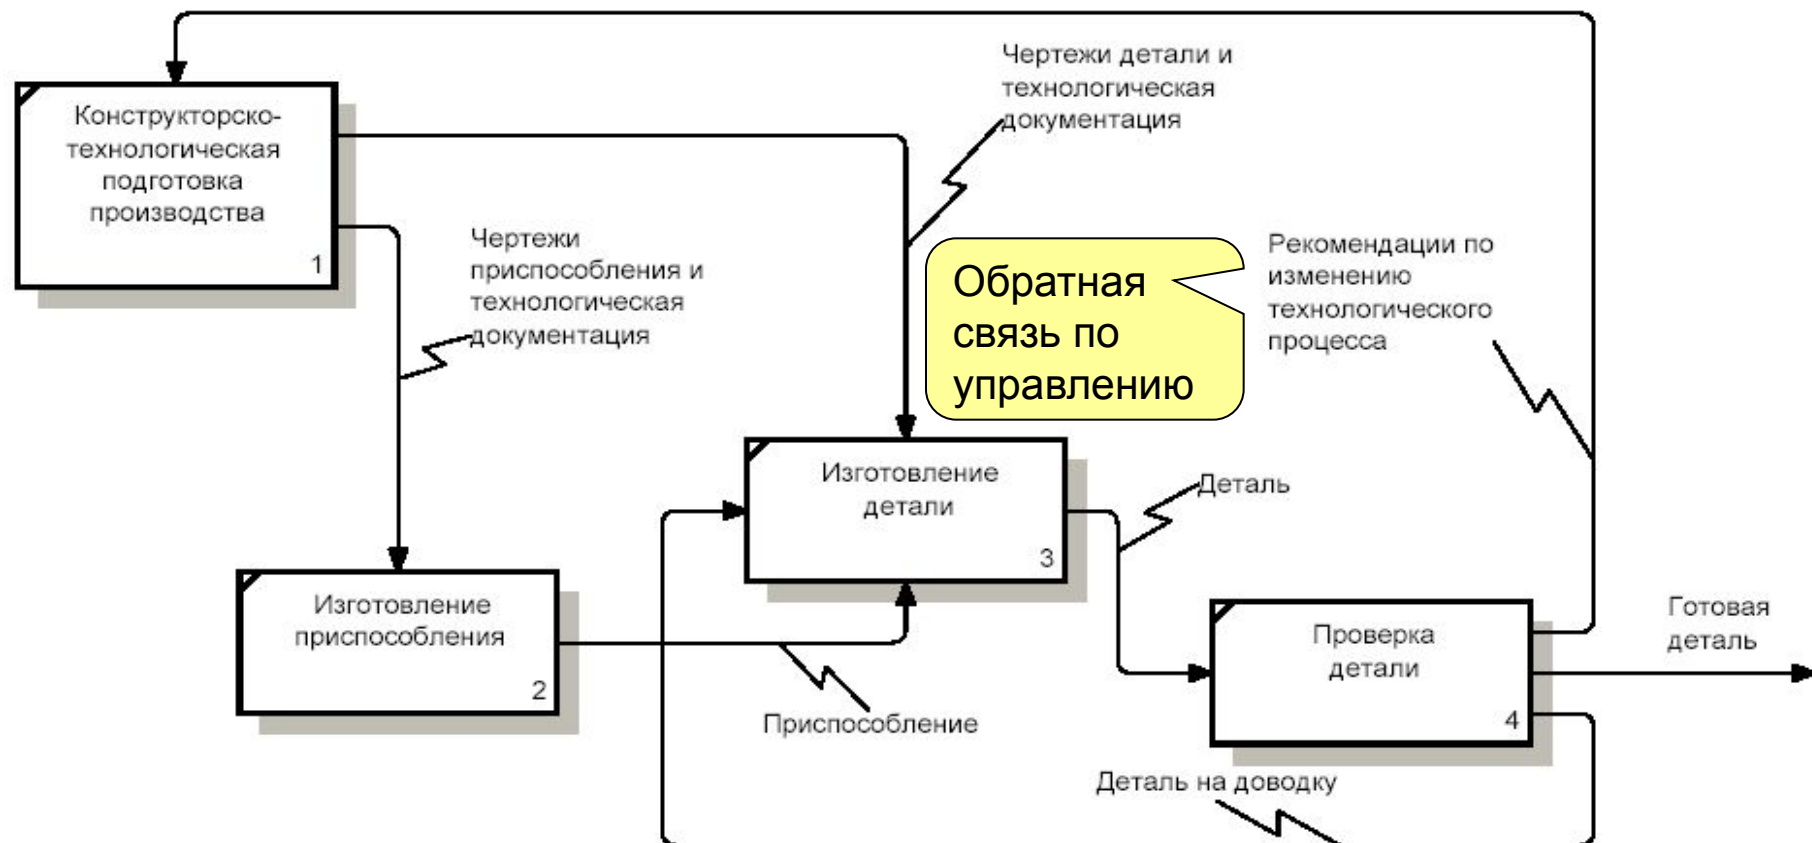 Конструкторско-
технологическая
подготовка
производства
1
Чертежи детали и
технологическая
документация
Чертежи
приспособления и
технологическая
документация
Обратная
связь по
управлению
Рекомендации по
изменению
технологического
процесса
Изготовление
детали
3
Деталь
Изготовление
приспособления
2
Приспособление
Проверка
детали
4
Готовая
деталь
Деталь на доводку